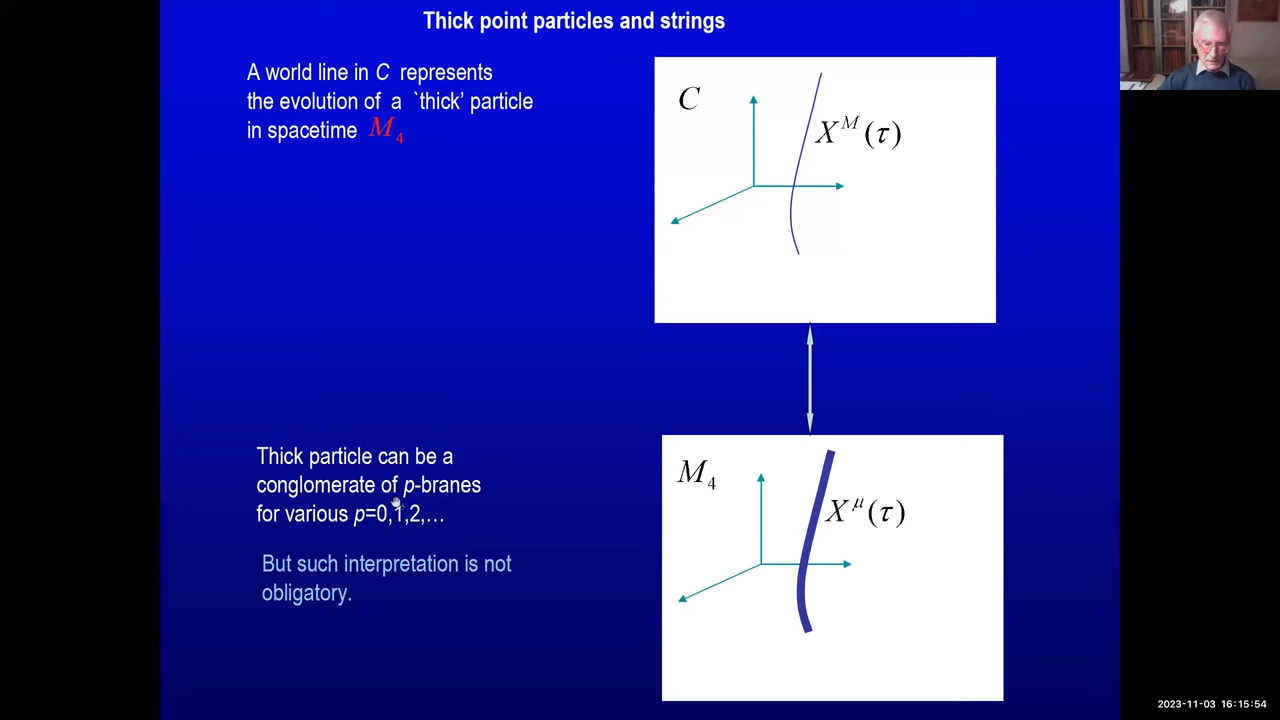 Thick point particles and strings
A world line in C represents
the evolution of a `thick' particle
in spacetime M₄
C
X^M(τ)
Thick particle can be a
conglomerate of p-branes
for various p=0,1,2,…
But such interpretation is not
obligatory.
M₄
X^μ(τ)
2023-11-03 16:15:54